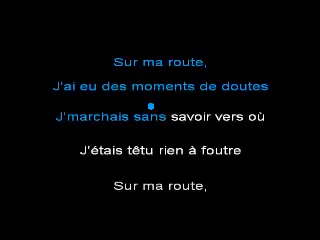 Sur ma route,
J'ai eu des moments de doutes
J'marchais sans savoir vers où
J'étais têtu rien à foutre
Sur ma route,